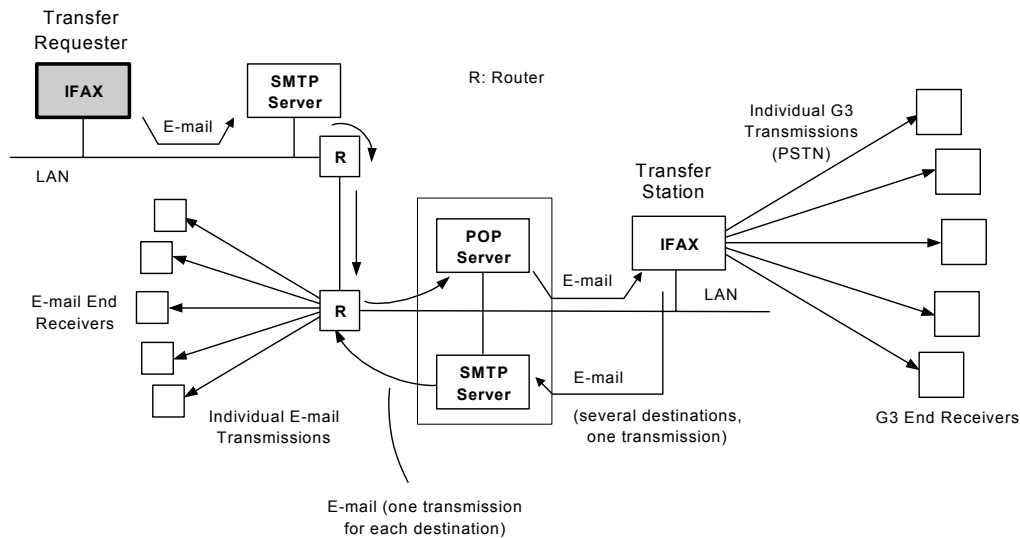 Transfer
Requester
IFAX
SMTP
Server
R: Router
E-mail
R
LAN
Individual G3
Transmissions
(PSTN)
Transfer
Station
POP
Server
IFAX
E-mail
LAN
E-mail End
Receivers
R
SMTP
Server
E-mail
Individual E-mail
Transmissions
(several destinations,
one transmission)
G3 End Receivers
E-mail (one transmission
for each destination)